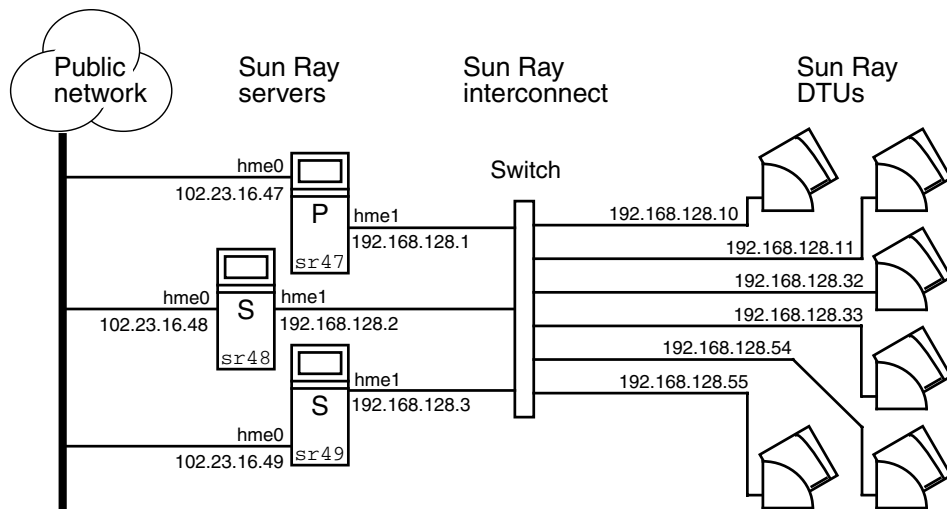 Public
network
Sun Ray
servers
Sun Ray
interconnect
Sun Ray
DTUs
Switch
hme0
102.23.16.47
P
sr47
hme1
192.168.128.1
hme0
102.23.16.48
S
sr48
hme1
192.168.128.2
hme0
102.23.16.49
S
sr49
hme1
192.168.128.3
192.168.128.10
192.168.128.11
192.168.128.32
192.168.128.33
192.168.128.54
192.168.128.55